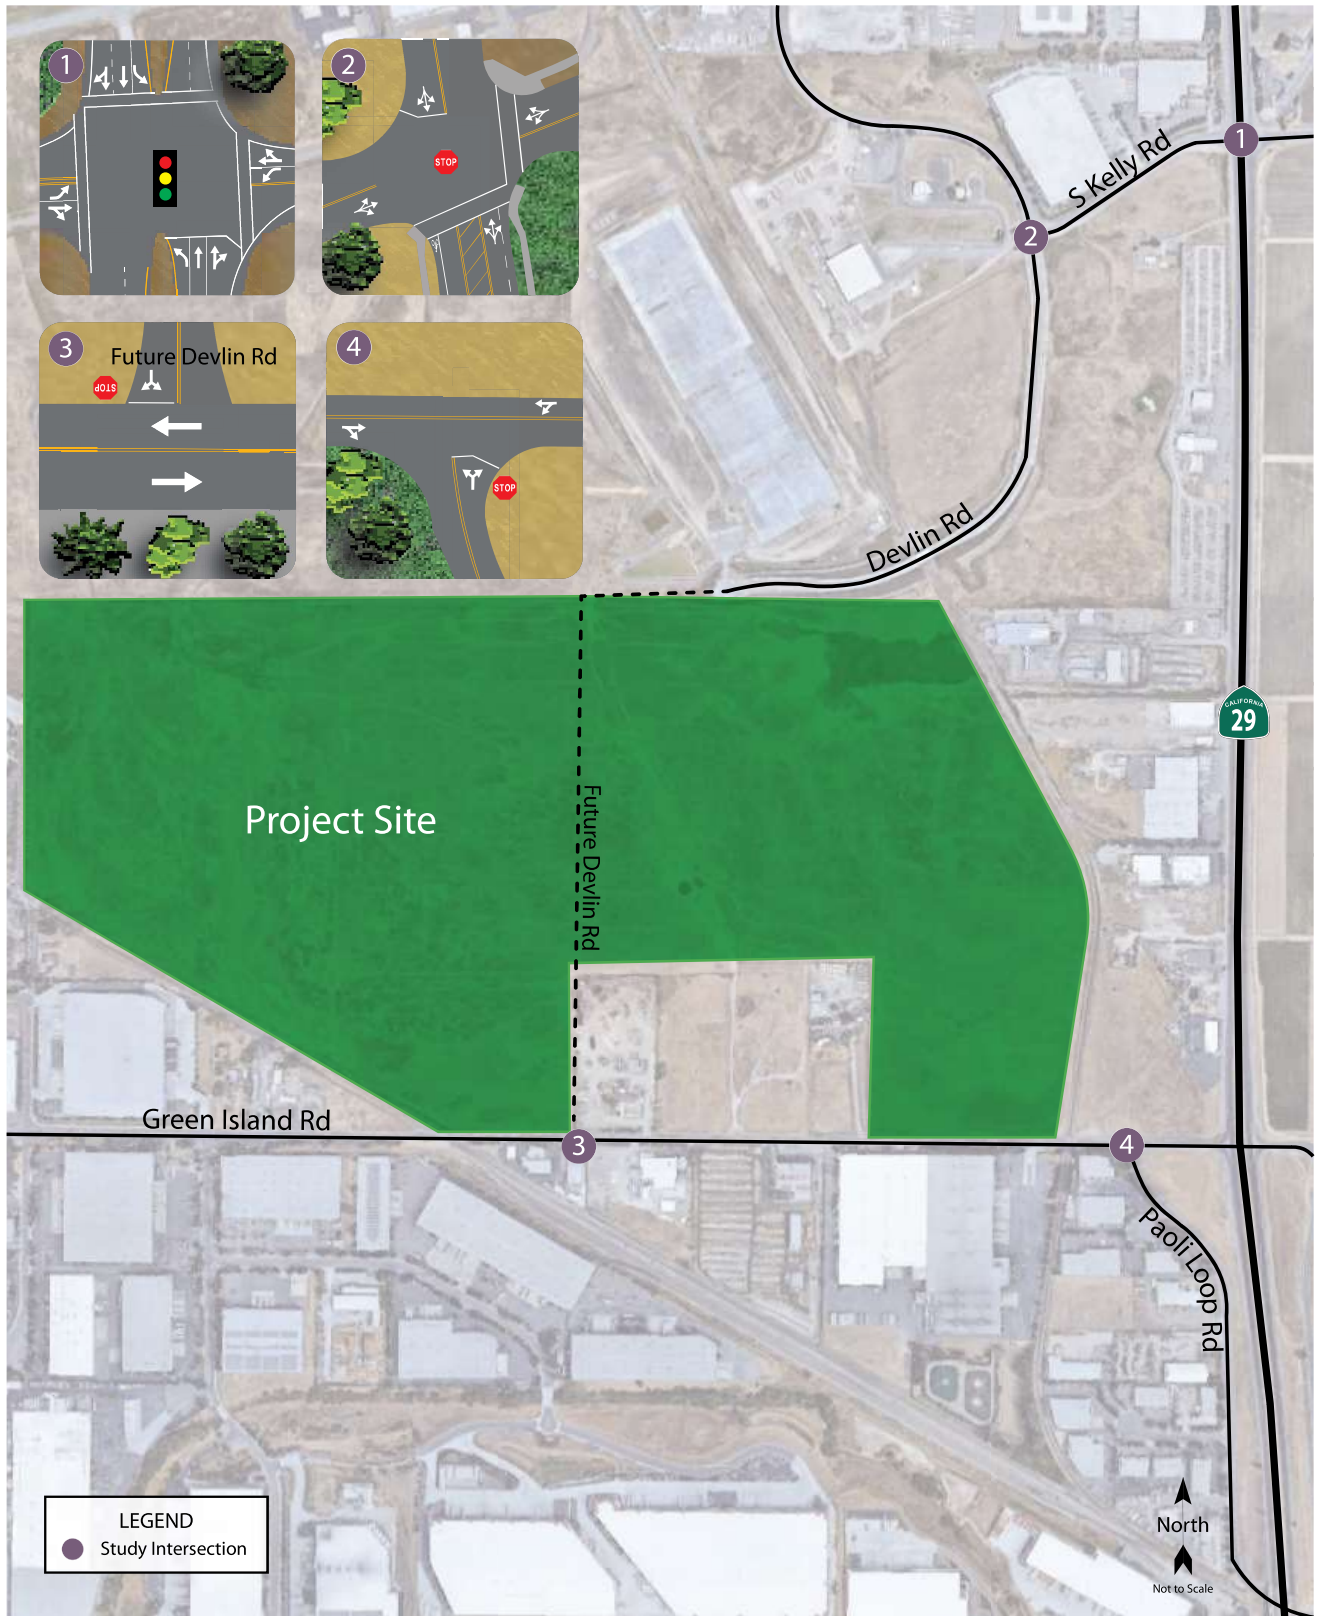 1
2
STOP
3
Future Devlin Rd
STOP
4
STOP
1
S Kelly Rd
2
Devlin Rd
CALIFORNIA
29
Project Site
Future Devlin Rd
Green Island Rd
3
4
Paoli Loop Rd
LEGEND
Study Intersection
North
Not to Scale